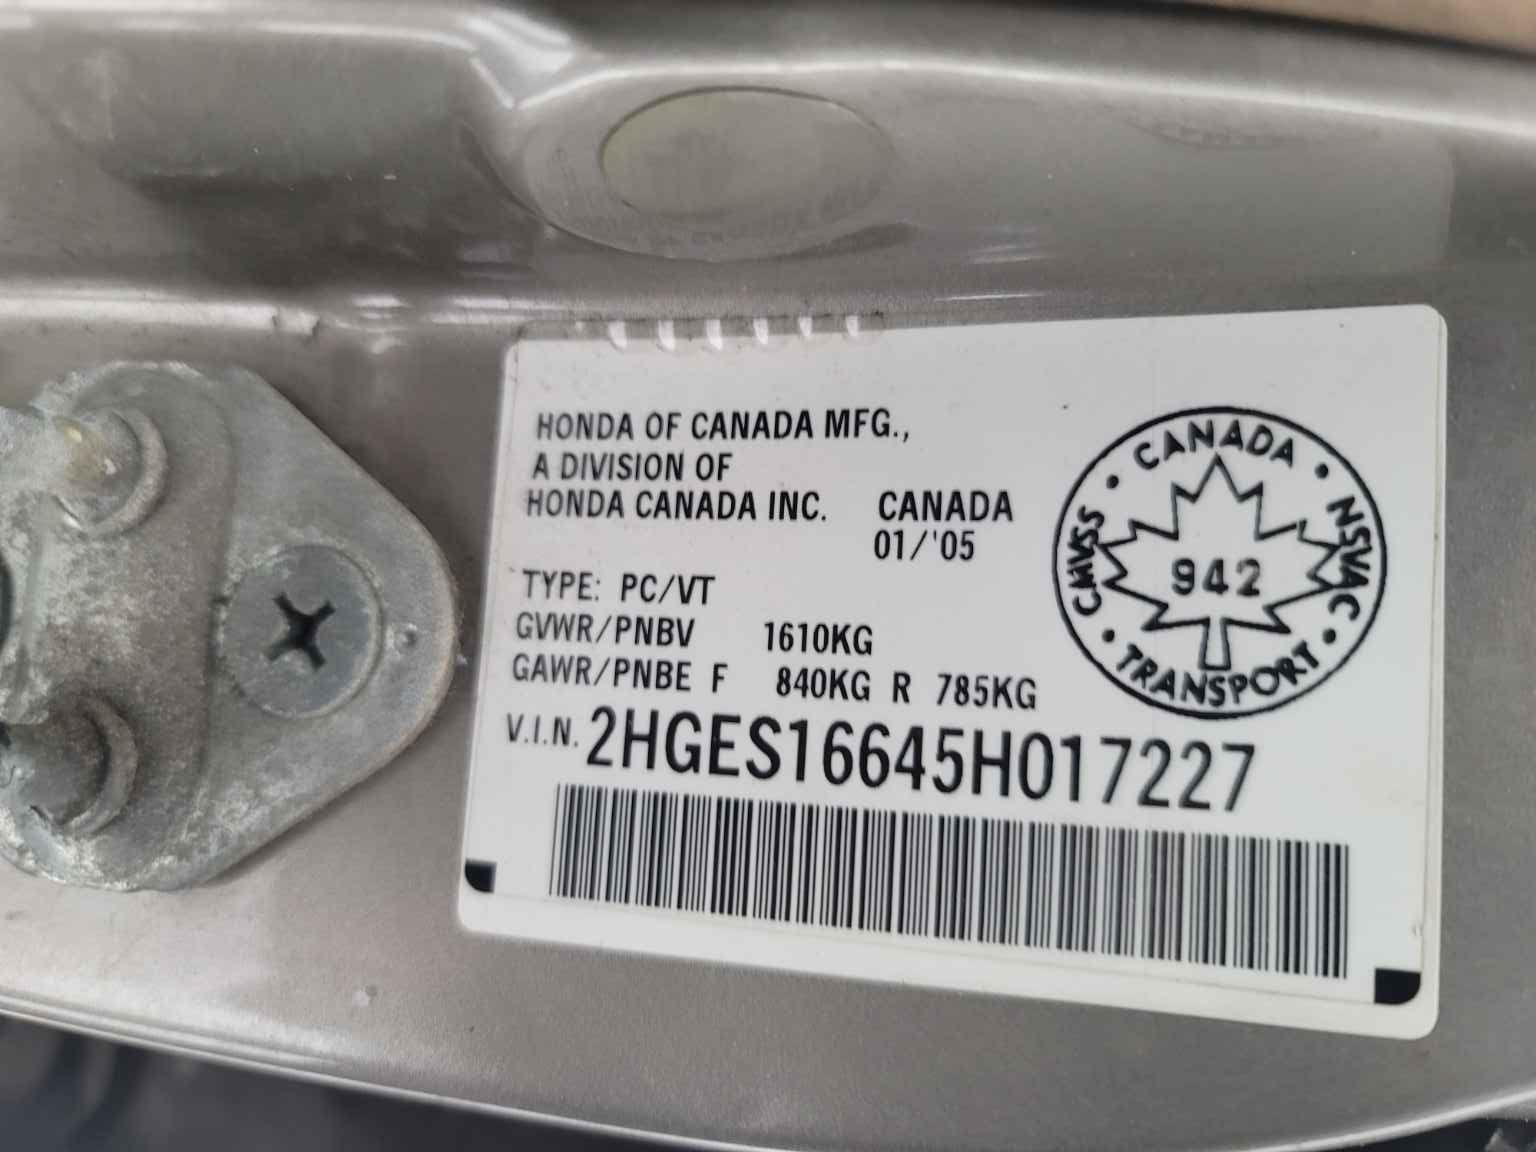 HONDA OF CANADA MFG.,
A DIVISION OF
HONDA CANADA INC. CANADA
01/'05
TYPE: PC/VT
GVWR/PNBV 1610KG
GAWR/PNBE F 840KG R 785KG
V.I.N. 2HGES16645H017227
• CANADA •
CMVSS
NSVAC
942
• TRANSPORT •